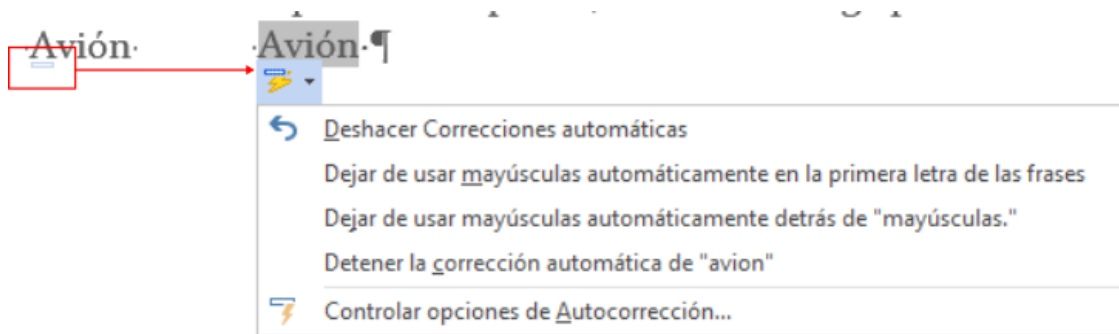 ·Avión· ·Avión·¶
Deshacer Correcciones automáticas
Dejar de usar mayúsculas automáticamente en la primera letra de las frases
Dejar de usar mayúsculas automáticamente detrás de "mayúsculas."
Detener la corrección automática de "avion"
Controlar opciones de Autocorrección...